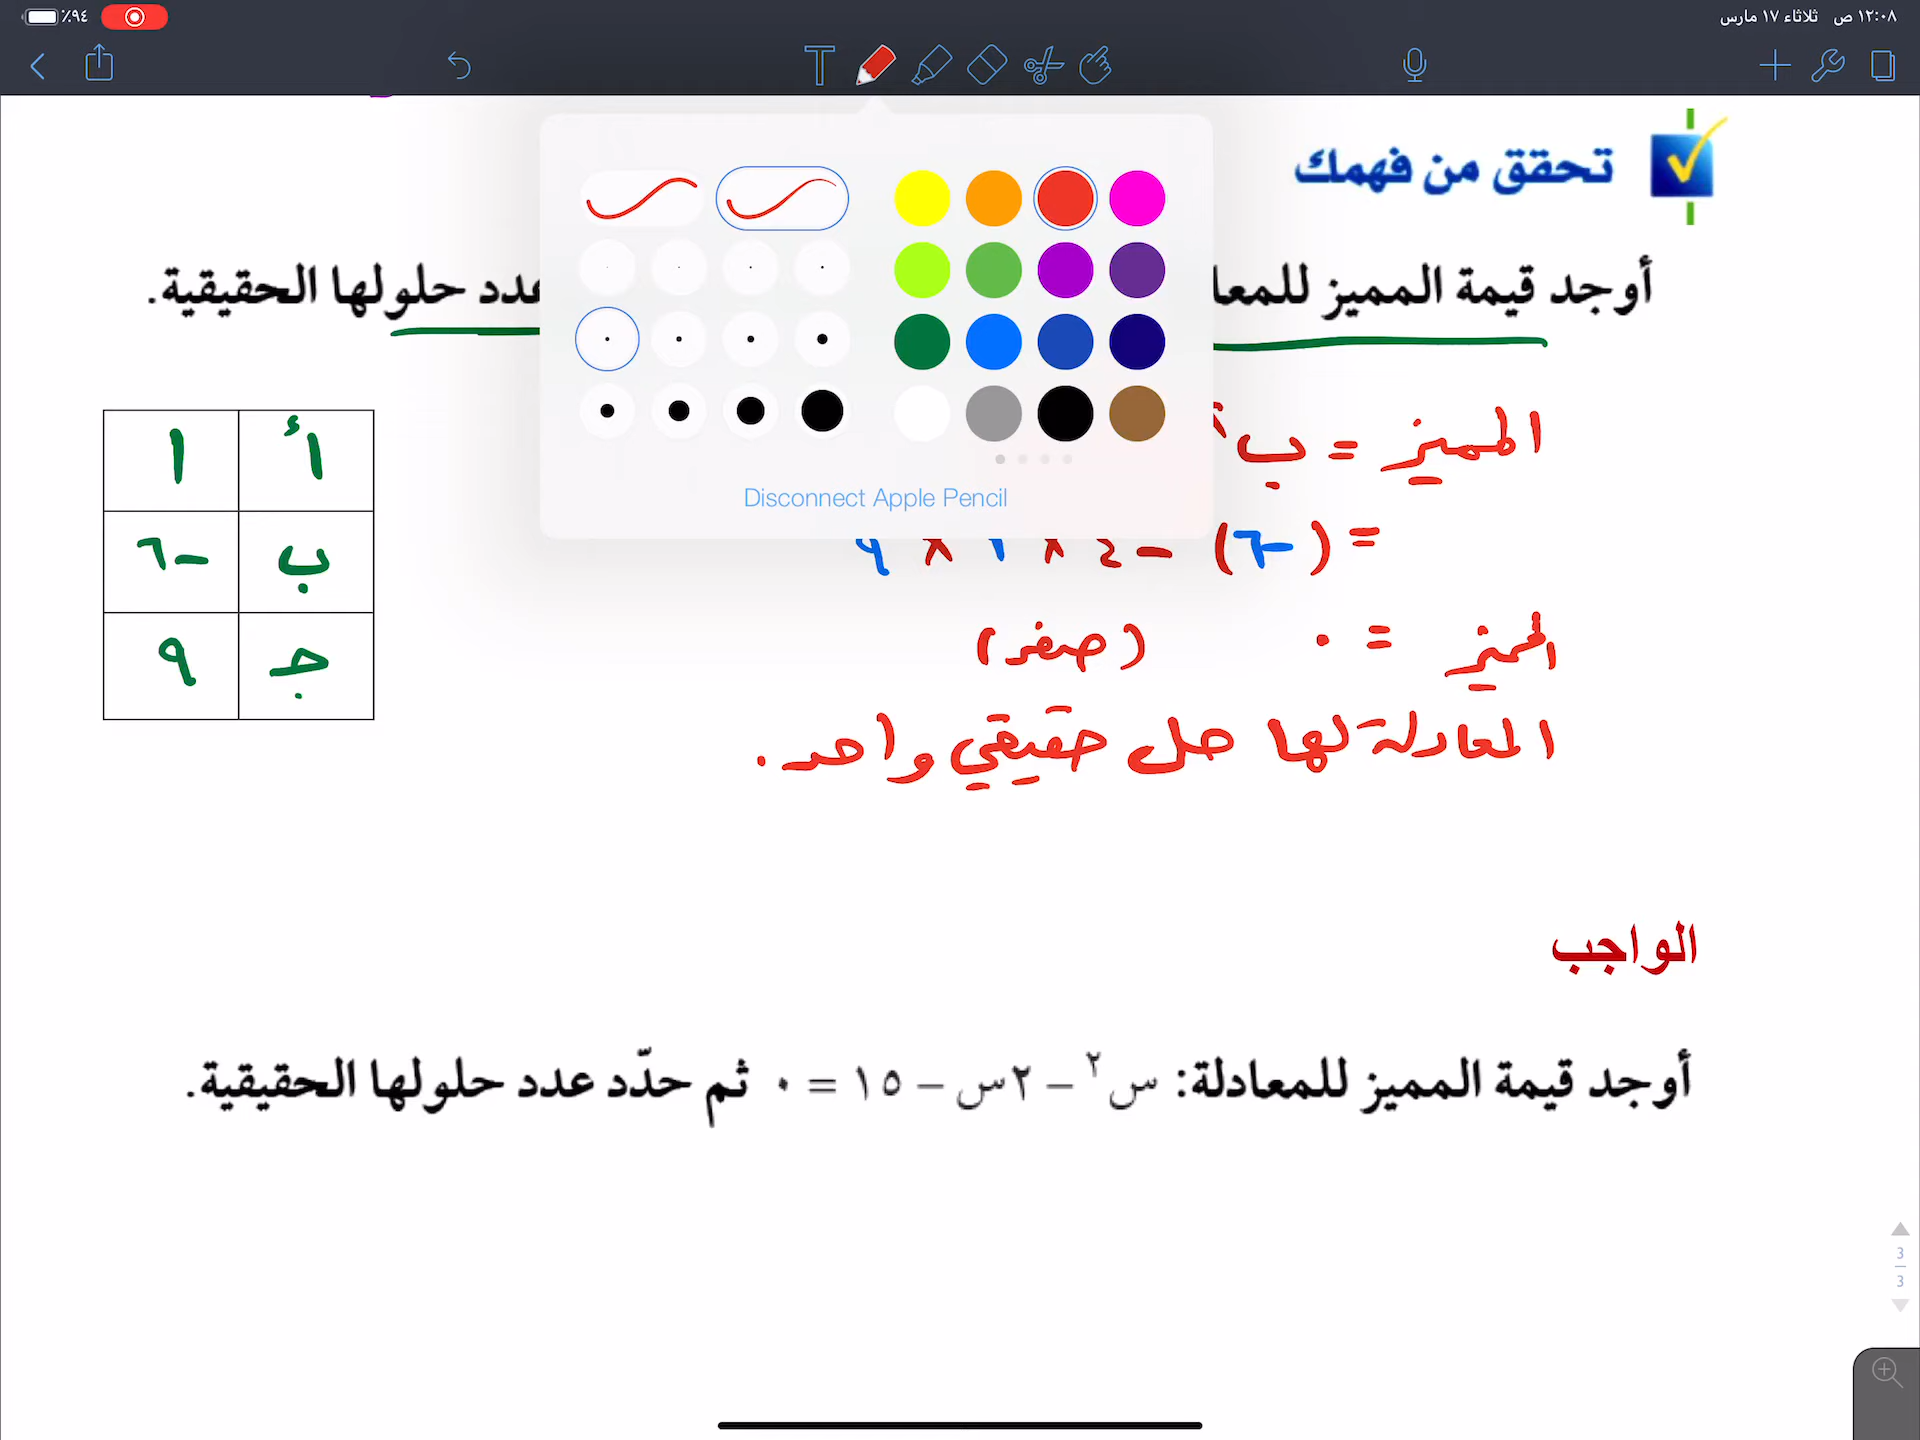 ١٢:٠٨ ص ثلاثاء ١٧ مارس
٪٩٤
تحقق من فهمك
أوجد قيمة المميز للمعا
عدد حلولها الحقيقية.
المميز = ب٢
= (-٦) - ٤ × ١ × ٩
المميز = ٠ (صفر)
المعادلة لها حل حقيقي واحد.
أ ١
ب -٦
جـ ٩
Disconnect Apple Pencil
الواجب
أوجد قيمة المميز للمعادلة: س٢ - ٢س - ١٥ = ٠ ثم حدّد عدد حلولها الحقيقية.
3
3